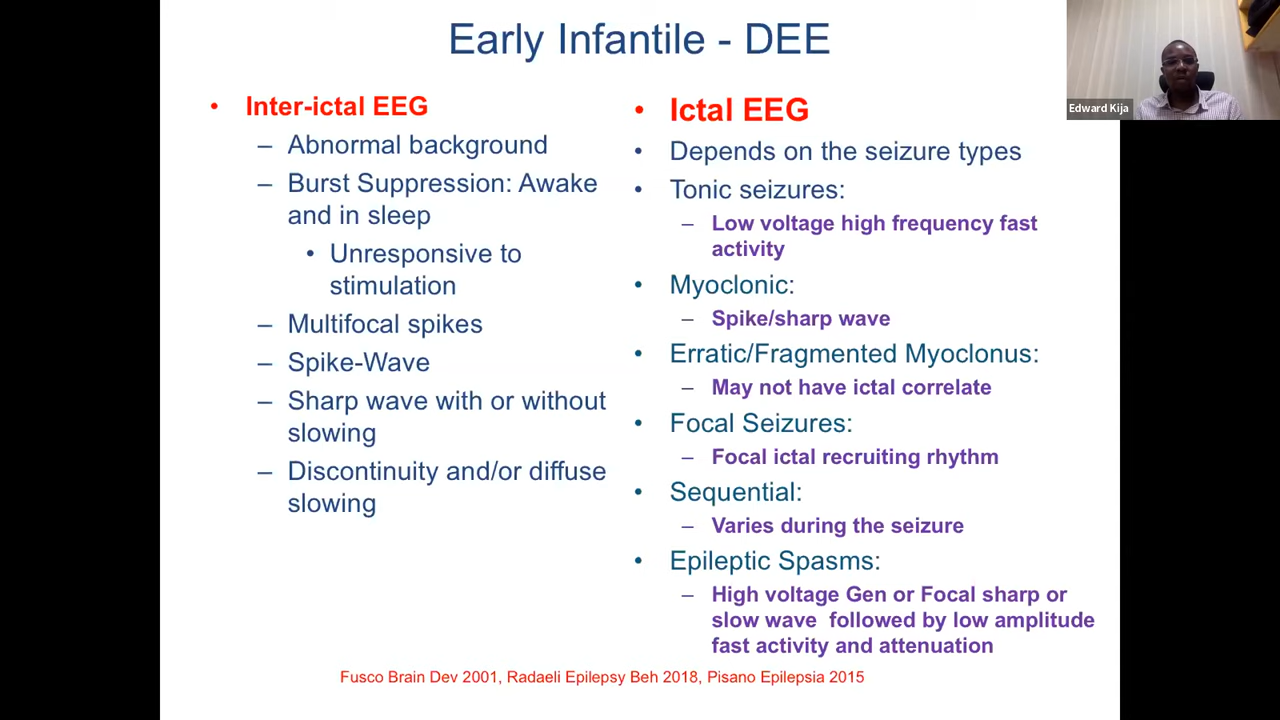 Early Infantile - DEE
Edward Kija
• Inter-ictal EEG
– Abnormal background
– Burst Suppression: Awake
and in sleep
• Unresponsive to
stimulation
– Multifocal spikes
– Spike-Wave
– Sharp wave with or without
slowing
– Discontinuity and/or diffuse
slowing
• Ictal EEG
• Depends on the seizure types
• Tonic seizures:
– Low voltage high frequency fast
activity
• Myoclonic:
– Spike/sharp wave
• Erratic/Fragmented Myoclonus:
– May not have ictal correlate
• Focal Seizures:
– Focal ictal recruiting rhythm
• Sequential:
– Varies during the seizure
• Epileptic Spasms:
– High voltage Gen or Focal sharp or
slow wave followed by low amplitude
fast activity and attenuation
Fusco Brain Dev 2001, Radaeli Epilepsy Beh 2018, Pisano Epilepsia 2015